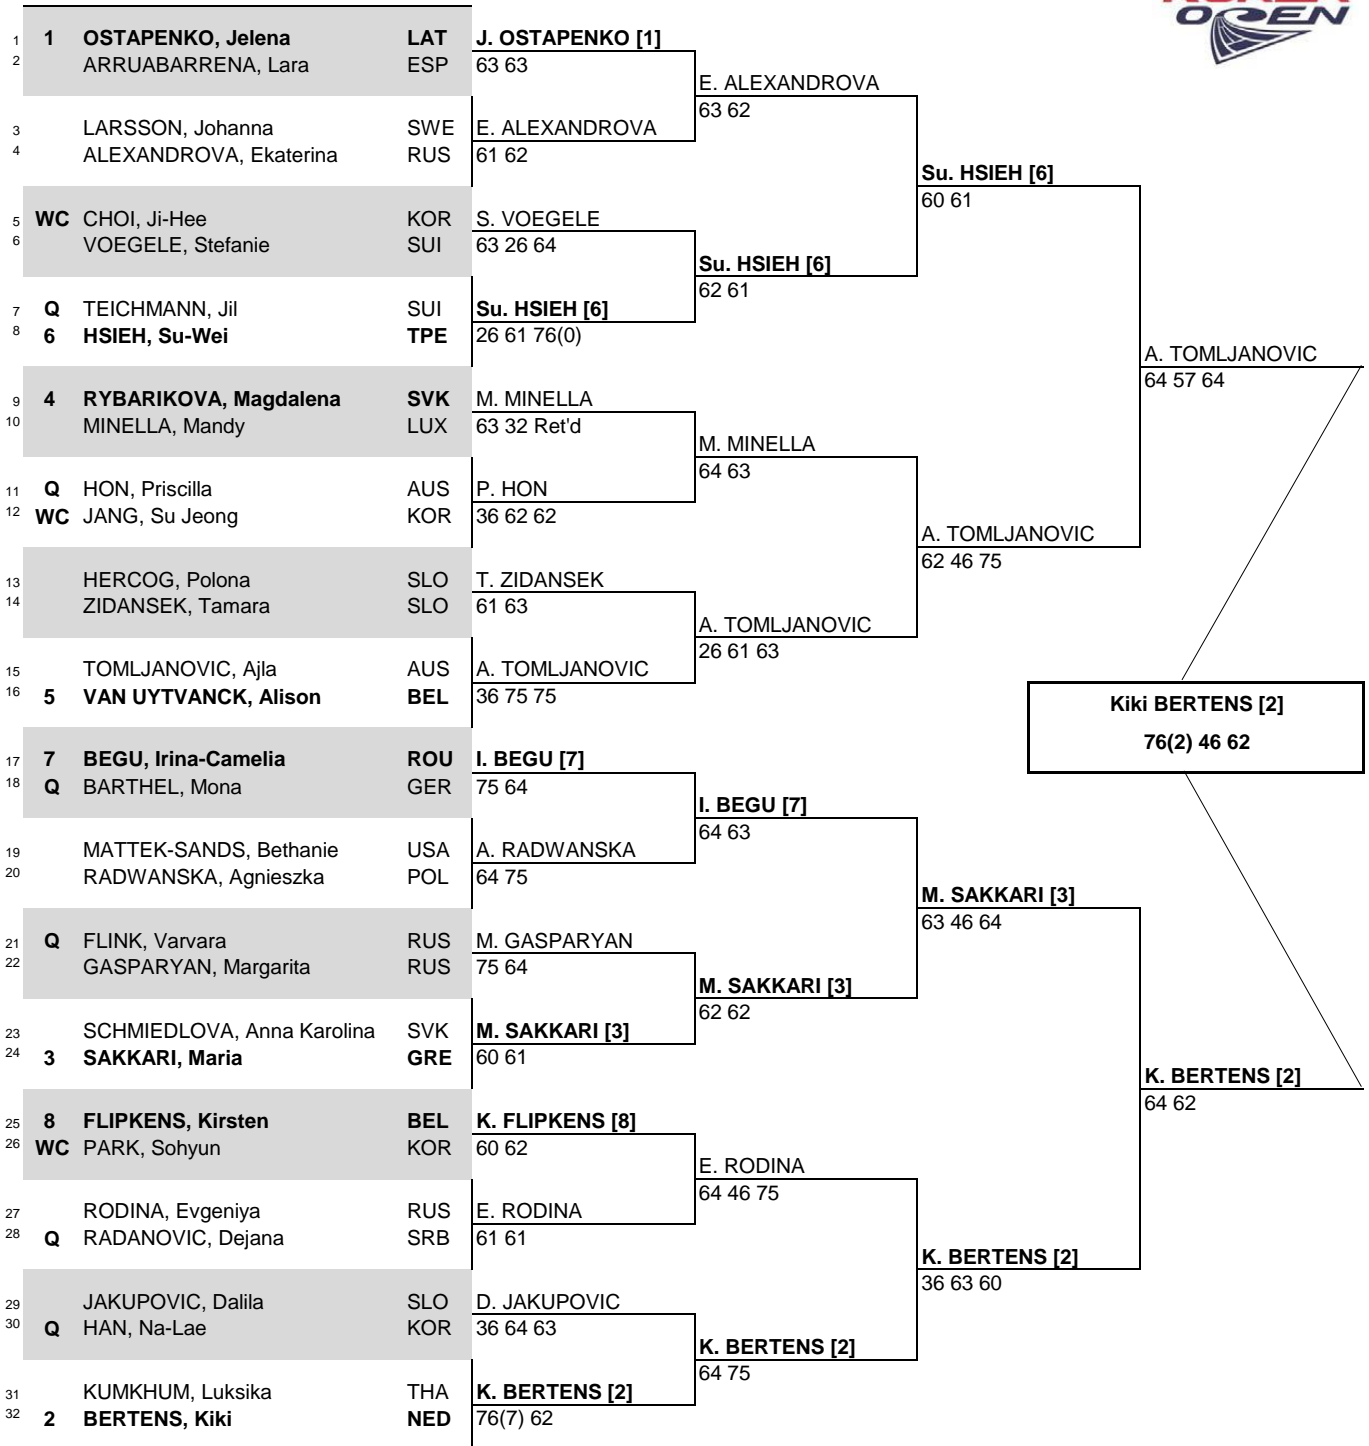 OPEN
1 1 OSTAPENKO, Jelena LAT
2 ARRUABARRENA, Lara ESP
3 LARSSON, Johanna SWE
4 ALEXANDROVA, Ekaterina RUS
5 WC CHOI, Ji-Hee KOR
6 VOEGELE, Stefanie SUI
7 Q TEICHMANN, Jil SUI
8 6 HSIEH, Su-Wei TPE
9 4 RYBARIKOVA, Magdalena SVK
10 MINELLA, Mandy LUX
11 Q HON, Priscilla AUS
12 WC JANG, Su Jeong KOR
13 HERCOG, Polona SLO
14 ZIDANSEK, Tamara SLO
15 TOMLJANOVIC, Ajla AUS
16 5 VAN UYTVANCK, Alison BEL
17 7 BEGU, Irina-Camelia ROU
18 Q BARTHEL, Mona GER
19 MATTEK-SANDS, Bethanie USA
20 RADWANSKA, Agnieszka POL
21 Q FLINK, Varvara RUS
22 GASPARYAN, Margarita RUS
23 SCHMIEDLOVA, Anna Karolina SVK
24 3 SAKKARI, Maria GRE
25 8 FLIPKENS, Kirsten BEL
26 WC PARK, Sohyun KOR
27 RODINA, Evgeniya RUS
28 Q RADANOVIC, Dejana SRB
29 JAKUPOVIC, Dalila SLO
30 Q HAN, Na-Lae KOR
31 KUMKHUM, Luksika THA
32 2 BERTENS, Kiki NED
J. OSTAPENKO [1]
63 63
E. ALEXANDROVA
61 62
S. VOEGELE
63 26 64
Su. HSIEH [6]
26 61 76(0)
M. MINELLA
63 32 Ret'd
P. HON
36 62 62
T. ZIDANSEK
61 63
A. TOMLJANOVIC
36 75 75
I. BEGU [7]
75 64
A. RADWANSKA
64 75
M. GASPARYAN
75 64
M. SAKKARI [3]
60 61
K. FLIPKENS [8]
60 62
E. RODINA
61 61
D. JAKUPOVIC
36 64 63
K. BERTENS [2]
76(7) 62
E. ALEXANDROVA
63 62
Su. HSIEH [6]
62 61
M. MINELLA
64 63
A. TOMLJANOVIC
26 61 63
I. BEGU [7]
64 63
M. SAKKARI [3]
62 62
E. RODINA
64 46 75
K. BERTENS [2]
64 75
Su. HSIEH [6]
60 61
A. TOMLJANOVIC
62 46 75
M. SAKKARI [3]
63 46 64
K. BERTENS [2]
36 63 60
A. TOMLJANOVIC
64 57 64
K. BERTENS [2]
64 62
Kiki BERTENS [2]
76(2) 46 62